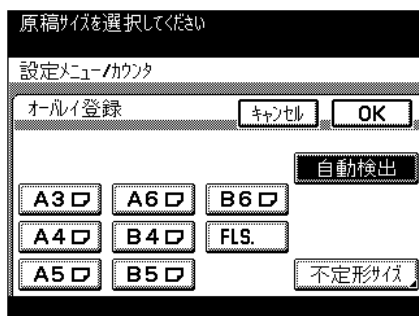 原稿サイズを選択してください
設定メニュー/カウンタ
オーバレイ登録 キャンセル OK
自動検出
A3 A6 B6
A4 B4 FLS.
A5 B5 不定形サイズ